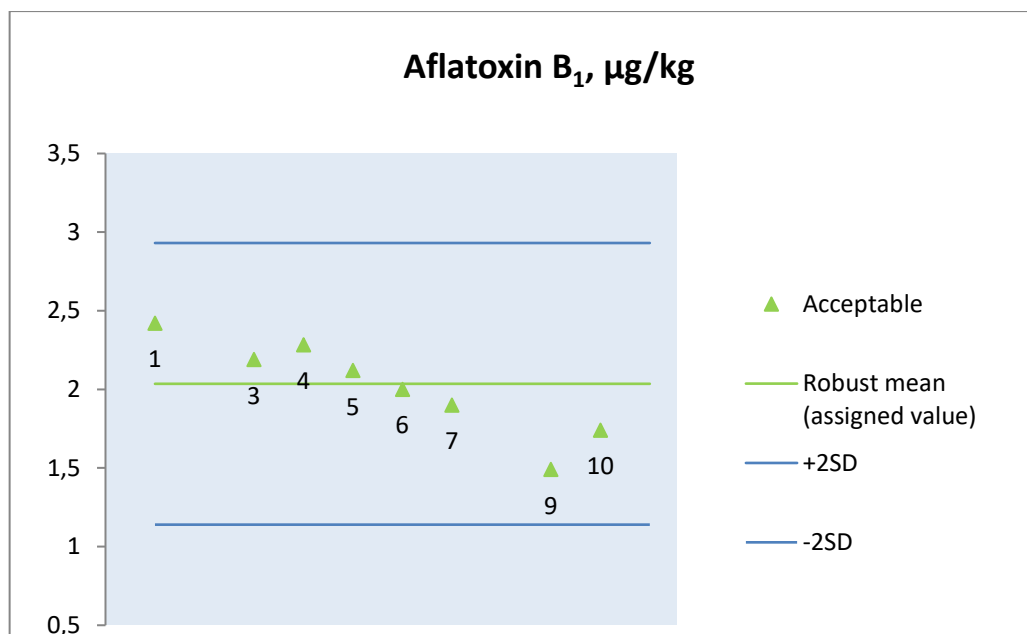 Aflatoxin B₁, µg/kg
3,5
3
2,5
2
1,5
1
0,5
1
3
4
5
6
7
9
10
Acceptable
Robust mean
(assigned value)
+2SD
-2SD